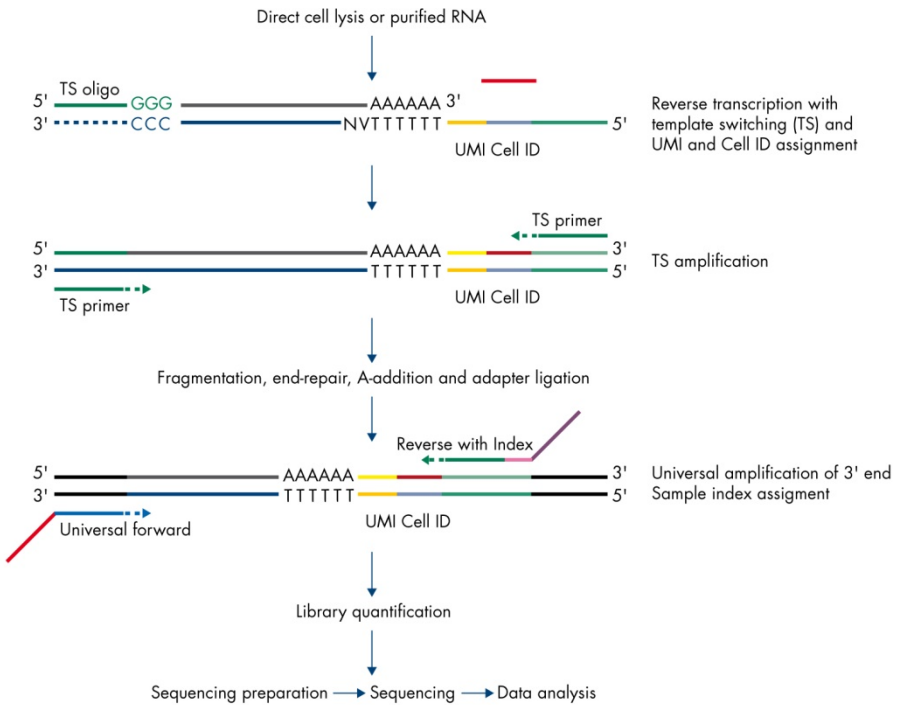 Direct cell lysis or purified RNA
TS oligo
5' GGG AAAAAA 3'
3' CCC NVTTTTTT 5'
UMI Cell ID
Reverse transcription with
template switching (TS) and
UMI and Cell ID assignment
TS primer
5' AAAAAA 3'
3' TTTTTT 5'
TS primer
UMI Cell ID
TS amplification
Fragmentation, end-repair, A-addition and adapter ligation
Reverse with Index
5' AAAAAA 3'
3' TTTTTT 5'
Universal forward
UMI Cell ID
Universal amplification of 3' end
Sample index assigment
Library quantification
Sequencing preparation Sequencing Data analysis